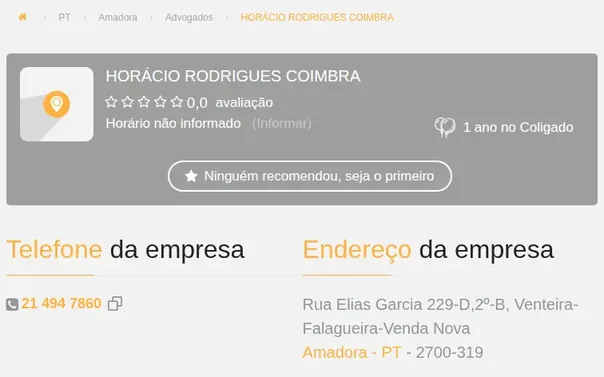 PT › Amadora › Advogados › HORÁCIO RODRIGUES COIMBRA
HORÁCIO RODRIGUES COIMBRA
0,0 avaliação
Horário não informado (Informar)
1 ano no Coligado
Ninguém recomendou, seja o primeiro
Telefone da empresa
21 494 7860
Endereço da empresa
Rua Elias Garcia 229-D,2º-B, Venteira-
Falagueira-Venda Nova
Amadora - PT - 2700-319